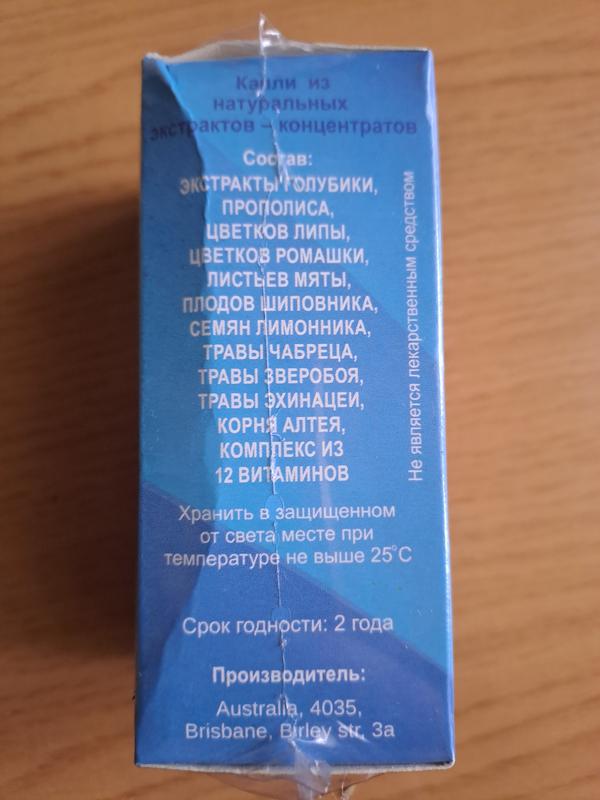 Капли из
натуральных
экстрактов – концентратов
Состав:
ЭКСТРАКТЫ ГОЛУБИКИ,
ПРОПОЛИСА,
ЦВЕТКОВ ЛИПЫ,
ЦВЕТКОВ РОМАШКИ,
ЛИСТЬЕВ МЯТЫ,
ПЛОДОВ ШИПОВНИКА,
СЕМЯН ЛИМОННИКА,
ТРАВЫ ЧАБРЕЦА,
ТРАВЫ ЗВЕРОБОЯ,
ТРАВЫ ЭХИНАЦЕИ,
КОРНЯ АЛТЕЯ,
КОМПЛЕКС ИЗ
12 ВИТАМИНОВ
Не является лекарственным средством
Хранить в защищенном
от света месте при
температуре не выше 25°С
Срок годности: 2 года
Производитель:
Australia, 4035,
Brisbane, Birley str, 3a